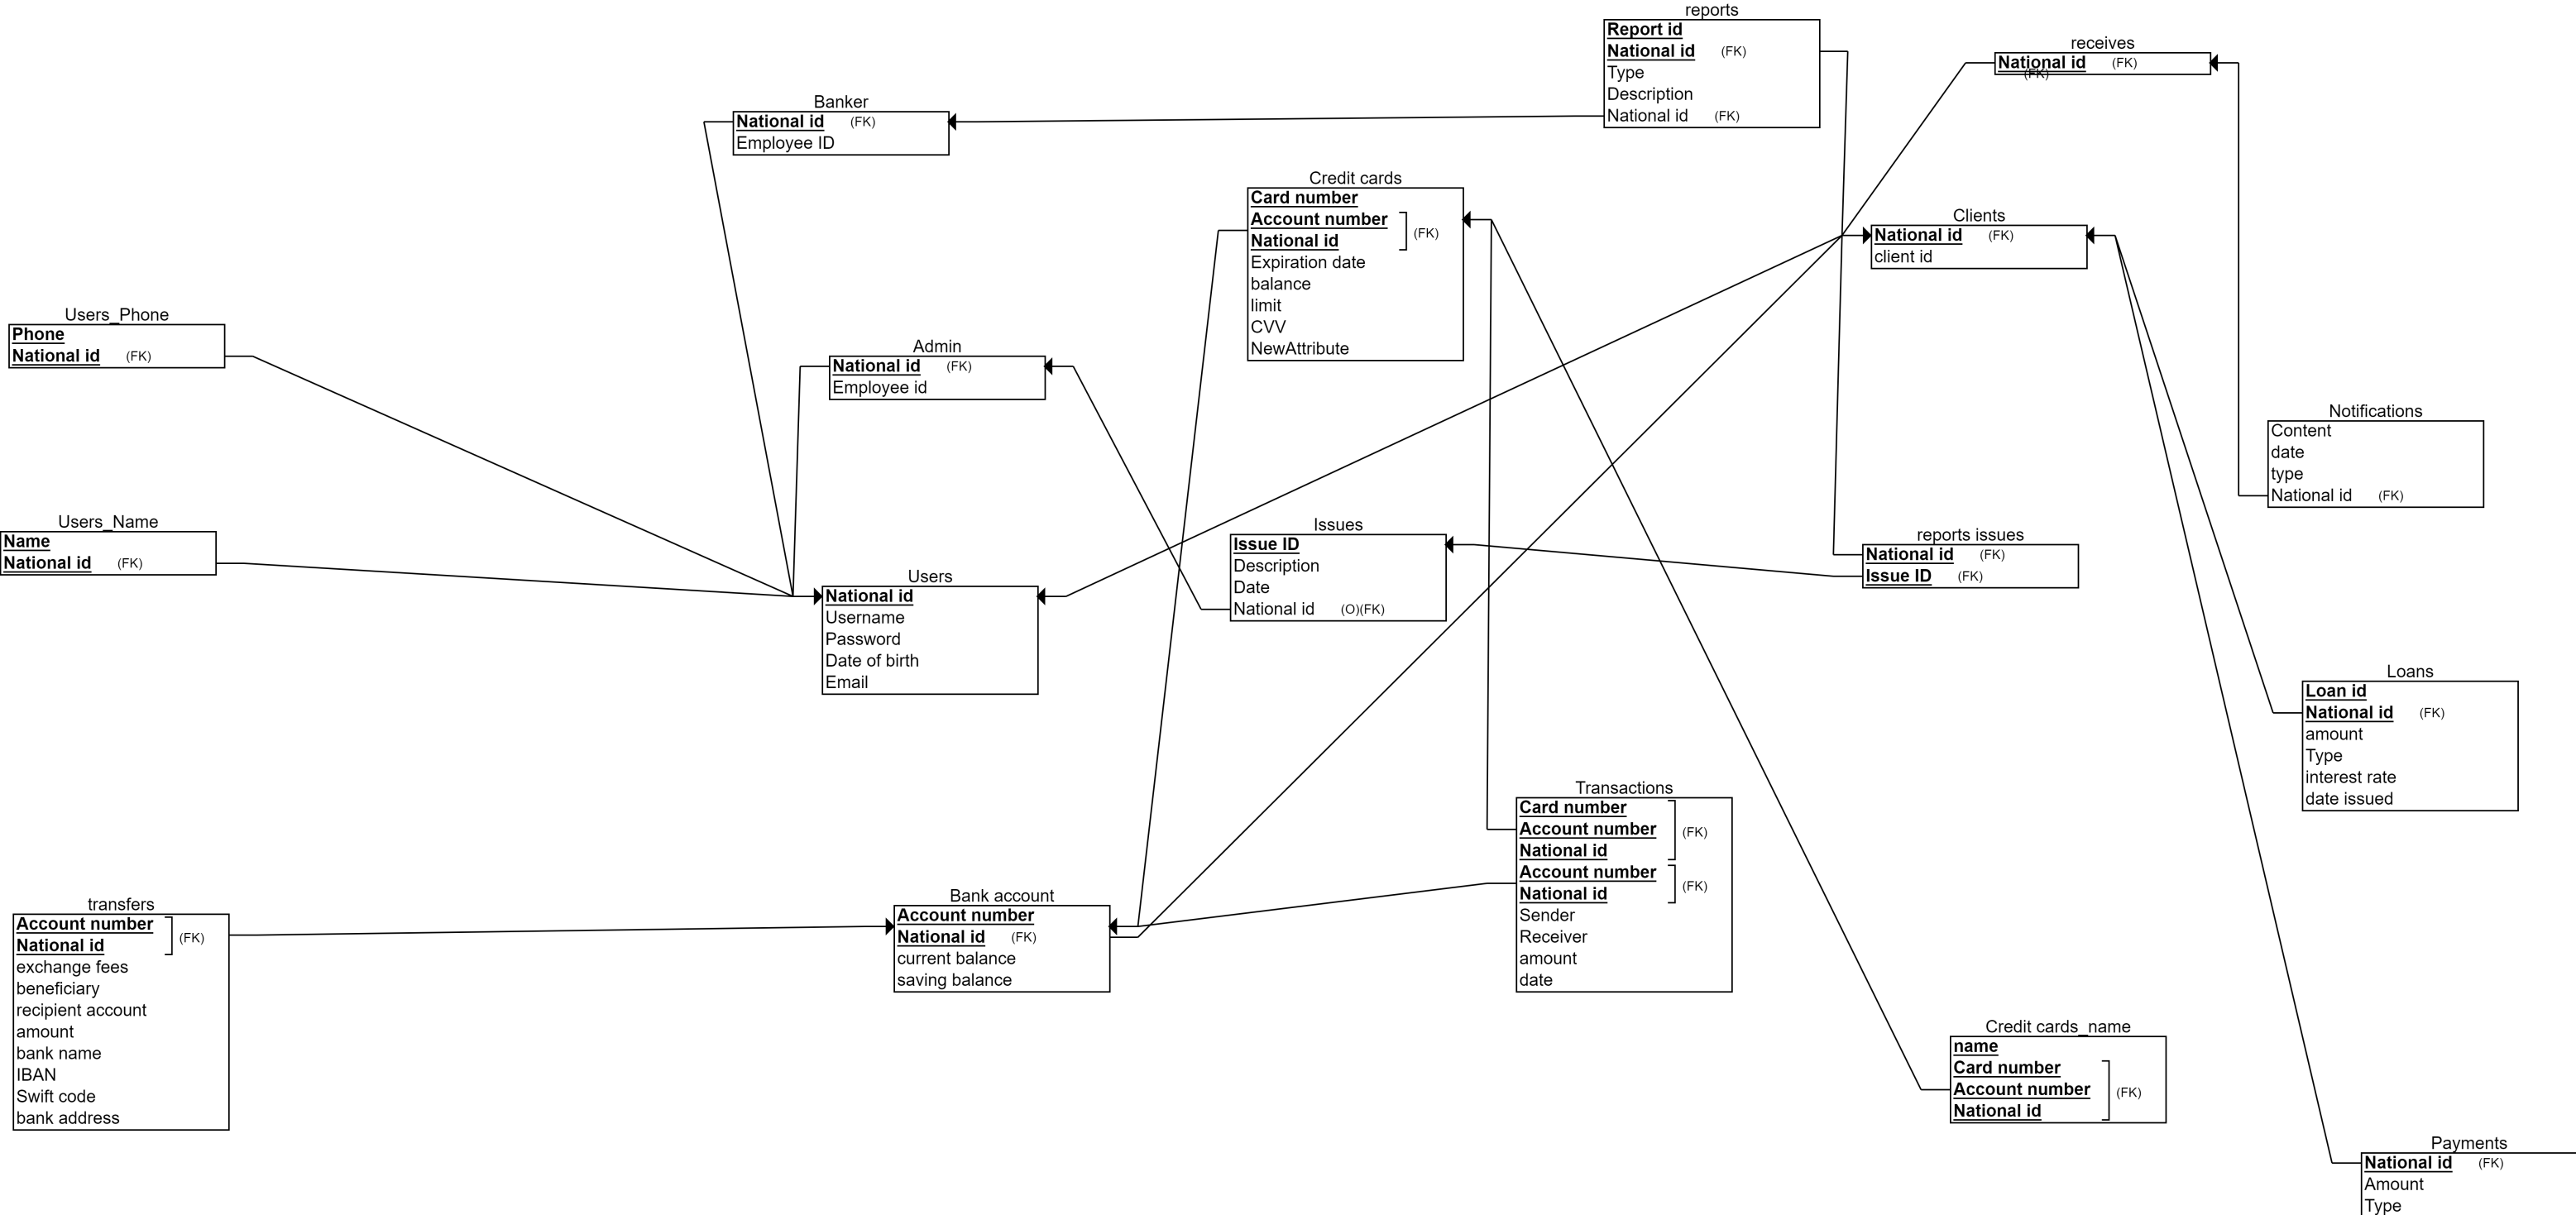 reports
Report id
National id (FK)
Type
Description
National id (FK)
receives
National id (FK)
(FK)
Banker
National id (FK)
Employee ID
Credit cards
Card number
Account number
National id
(FK)
Expiration date
balance
limit
CVV
NewAttribute
Clients
National id (FK)
client id
Users_Phone
Phone
National id (FK)
Admin
National id (FK)
Employee id
Notifications
Content
date
type
National id (FK)
Users_Name
Name
National id (FK)
Issues
Issue ID
Description
Date
National id (O)(FK)
reports issues
National id (FK)
Issue ID (FK)
Users
National id
Username
Password
Date of birth
Email
Loans
Loan id
National id (FK)
amount
Type
interest rate
date issued
Transactions
Card number
Account number
National id
(FK)
Account number
National id
(FK)
Sender
Receiver
amount
date
transfers
Account number
National id
(FK)
exchange fees
beneficiary
recipient account
amount
bank name
IBAN
Swift code
bank address
Bank account
Account number
National id (FK)
current balance
saving balance
Credit cards_name
name
Card number
Account number
National id
(FK)
Payments
National id (FK)
Amount
Type